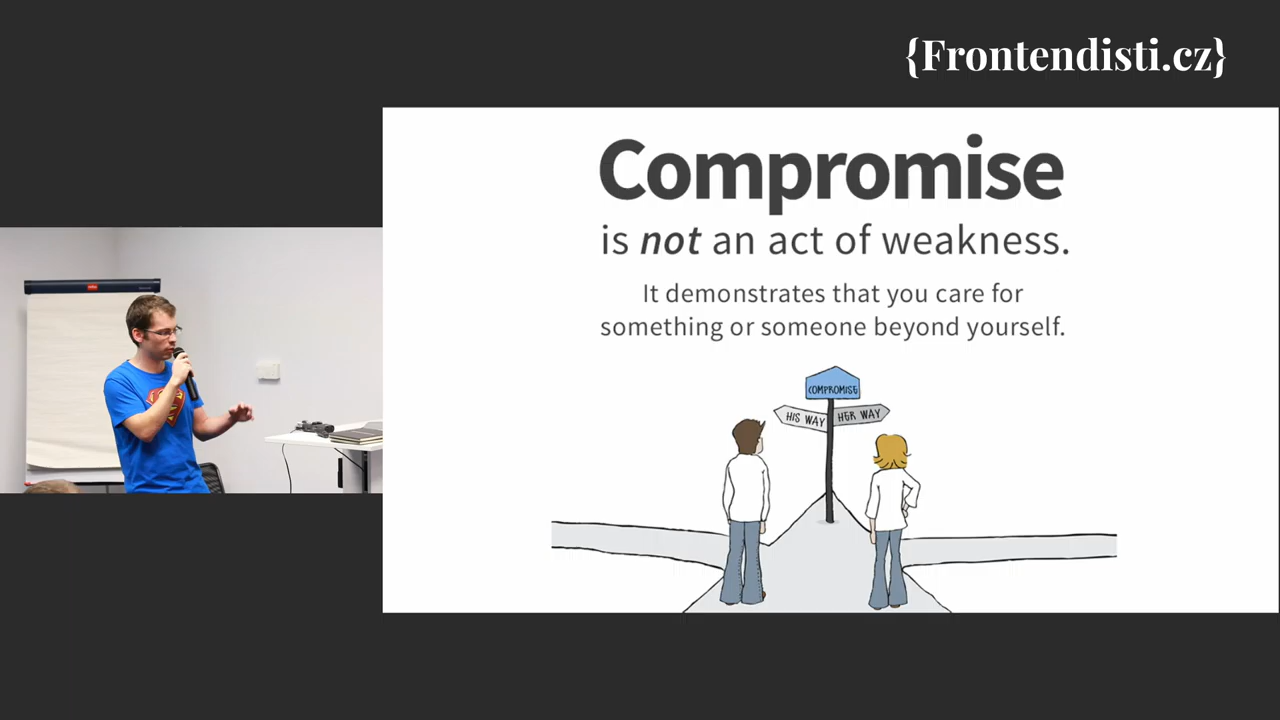 {Frontendisti.cz}
Compromise
is not an act of weakness.
It demonstrates that you care for
something or someone beyond yourself.
COMPROMISE
HIS WAY
HER WAY